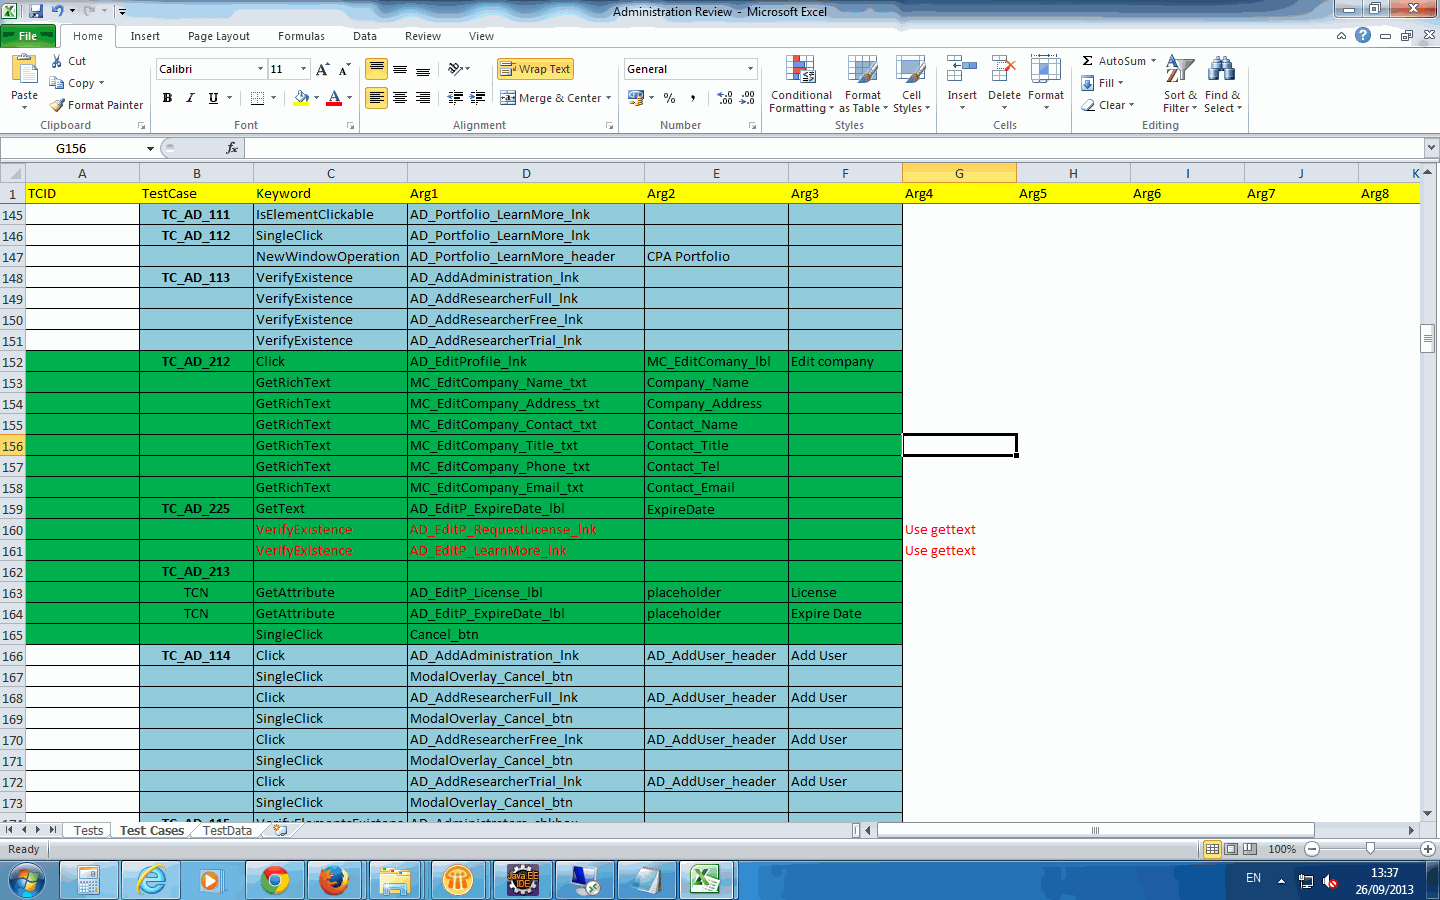 Administration Review - Microsoft Excel
File Home Insert Page Layout Formulas Data Review View
Paste Cut Copy Format Painter Clipboard
Calibri 11 B I U A Font
Wrap Text Merge & Center Alignment
General % , Number
Conditional Formatting Format as Table Cell Styles Styles
Insert Delete Format Cells
AutoSum Fill Clear Sort & Filter Find & Select Editing
G156 fx
A B C D E F G H I J K
1 TCID TestCase Keyword Arg1 Arg2 Arg3 Arg4 Arg5 Arg6 Arg7 Arg8
145 TC_AD_111 IsElementClickable AD_Portfolio_LearnMore_lnk
146 TC_AD_112 SingleClick AD_Portfolio_LearnMore_lnk
147 NewWindowOperation AD_Portfolio_LearnMore_header CPA Portfolio
148 TC_AD_113 VerifyExistence AD_AddAdministration_lnk
149 VerifyExistence AD_AddResearcherFull_lnk
150 VerifyExistence AD_AddResearcherFree_lnk
151 VerifyExistence AD_AddResearcherTrial_lnk
152 TC_AD_212 Click AD_EditProfile_lnk MC_EditComany_lbl Edit company
153 GetRichText MC_EditCompany_Name_txt Company_Name
154 GetRichText MC_EditCompany_Address_txt Company_Address
155 GetRichText MC_EditCompany_Contact_txt Contact_Name
156 GetRichText MC_EditCompany_Title_txt Contact_Title
157 GetRichText MC_EditCompany_Phone_txt Contact_Tel
158 GetRichText MC_EditCompany_Email_txt Contact_Email
159 TC_AD_225 GetText AD_EditP_ExpireDate_lbl ExpireDate
160 VerifyExistence AD_EditP_RequestLicense_lnk Use gettext
161 VerifyExistence AD_EditP_LearnMore_lnk Use gettext
162 TC_AD_213
163 TCN GetAttribute AD_EditP_License_lbl placeholder License
164 TCN GetAttribute AD_EditP_ExpireDate_lbl placeholder Expire Date
165 SingleClick Cancel_btn
166 TC_AD_114 Click AD_AddAdministration_lnk AD_AddUser_header Add User
167 SingleClick ModalOverlay_Cancel_btn
168 Click AD_AddResearcherFull_lnk AD_AddUser_header Add User
169 SingleClick ModalOverlay_Cancel_btn
170 Click AD_AddResearcherFree_lnk AD_AddUser_header Add User
171 SingleClick ModalOverlay_Cancel_btn
172 Click AD_AddResearcherTrial_lnk AD_AddUser_header Add User
173 SingleClick ModalOverlay_Cancel_btn
Tests Test Cases TestData
Ready 100%
Java EE IDE EN 13:37
26/09/2013